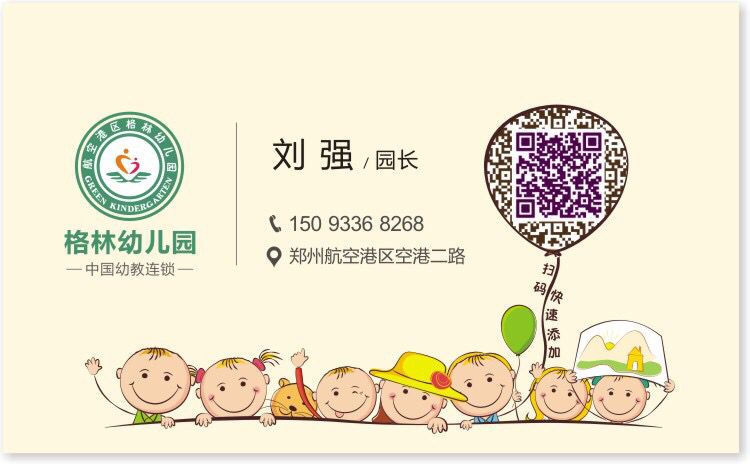 航空港区格林幼儿园
GREEN KINDERGARTEN
格林幼儿园
中国幼教连锁
刘 强 / 园长
150 9336 8268
郑州航空港区空港二路
扫码
快速添加